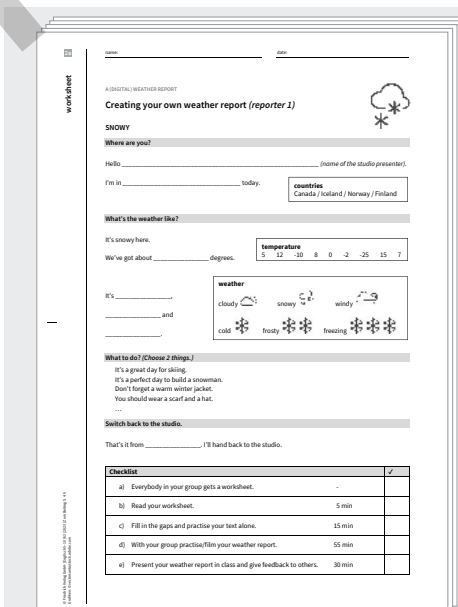 name:
date:
worksheet
A (DIGITAL) WEATHER REPORT
Creating your own weather report (reporter 1)
SNOWY
Where are you?
Hello ______ (name of the studio presenter).
I'm in ______ today.
countries
Canada / Iceland / Norway / Finland
What's the weather like?
It's snowy here.
We've got about ______ degrees.
temperature
5 12 -10 8 0 -2 -25 15 7
It's ______,
______ and
______.
weather
cloudy snowy windy
cold frosty freezing
What to do? (Choose 2 things.)
It's a great day for skiing.
It's a perfect day to build a snowman.
Don't forget a warm winter jacket.
You should wear a scarf and a hat.
…
Switch back to the studio.
That's it from ______. I'll hand back to the studio.
Checklist ✓
a) Everybody in your group gets a worksheet. -
b) Read your worksheet. 5 min
c) Fill in the gaps and practise your text alone. 15 min
d) With your group practise/film your weather report. 55 min
e) Present your weather report in class and give feedback to others. 30 min